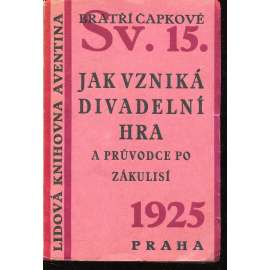 BRATŘÍ ČAPKOVÉ
SV. 15.
JAK VZNIKÁ
DIVADELNÍ
HRA
A PRŮVODCE PO
ZÁKULISÍ
1925
PRAHA
LIDOVÁ KNIHOVNA AVENTINA